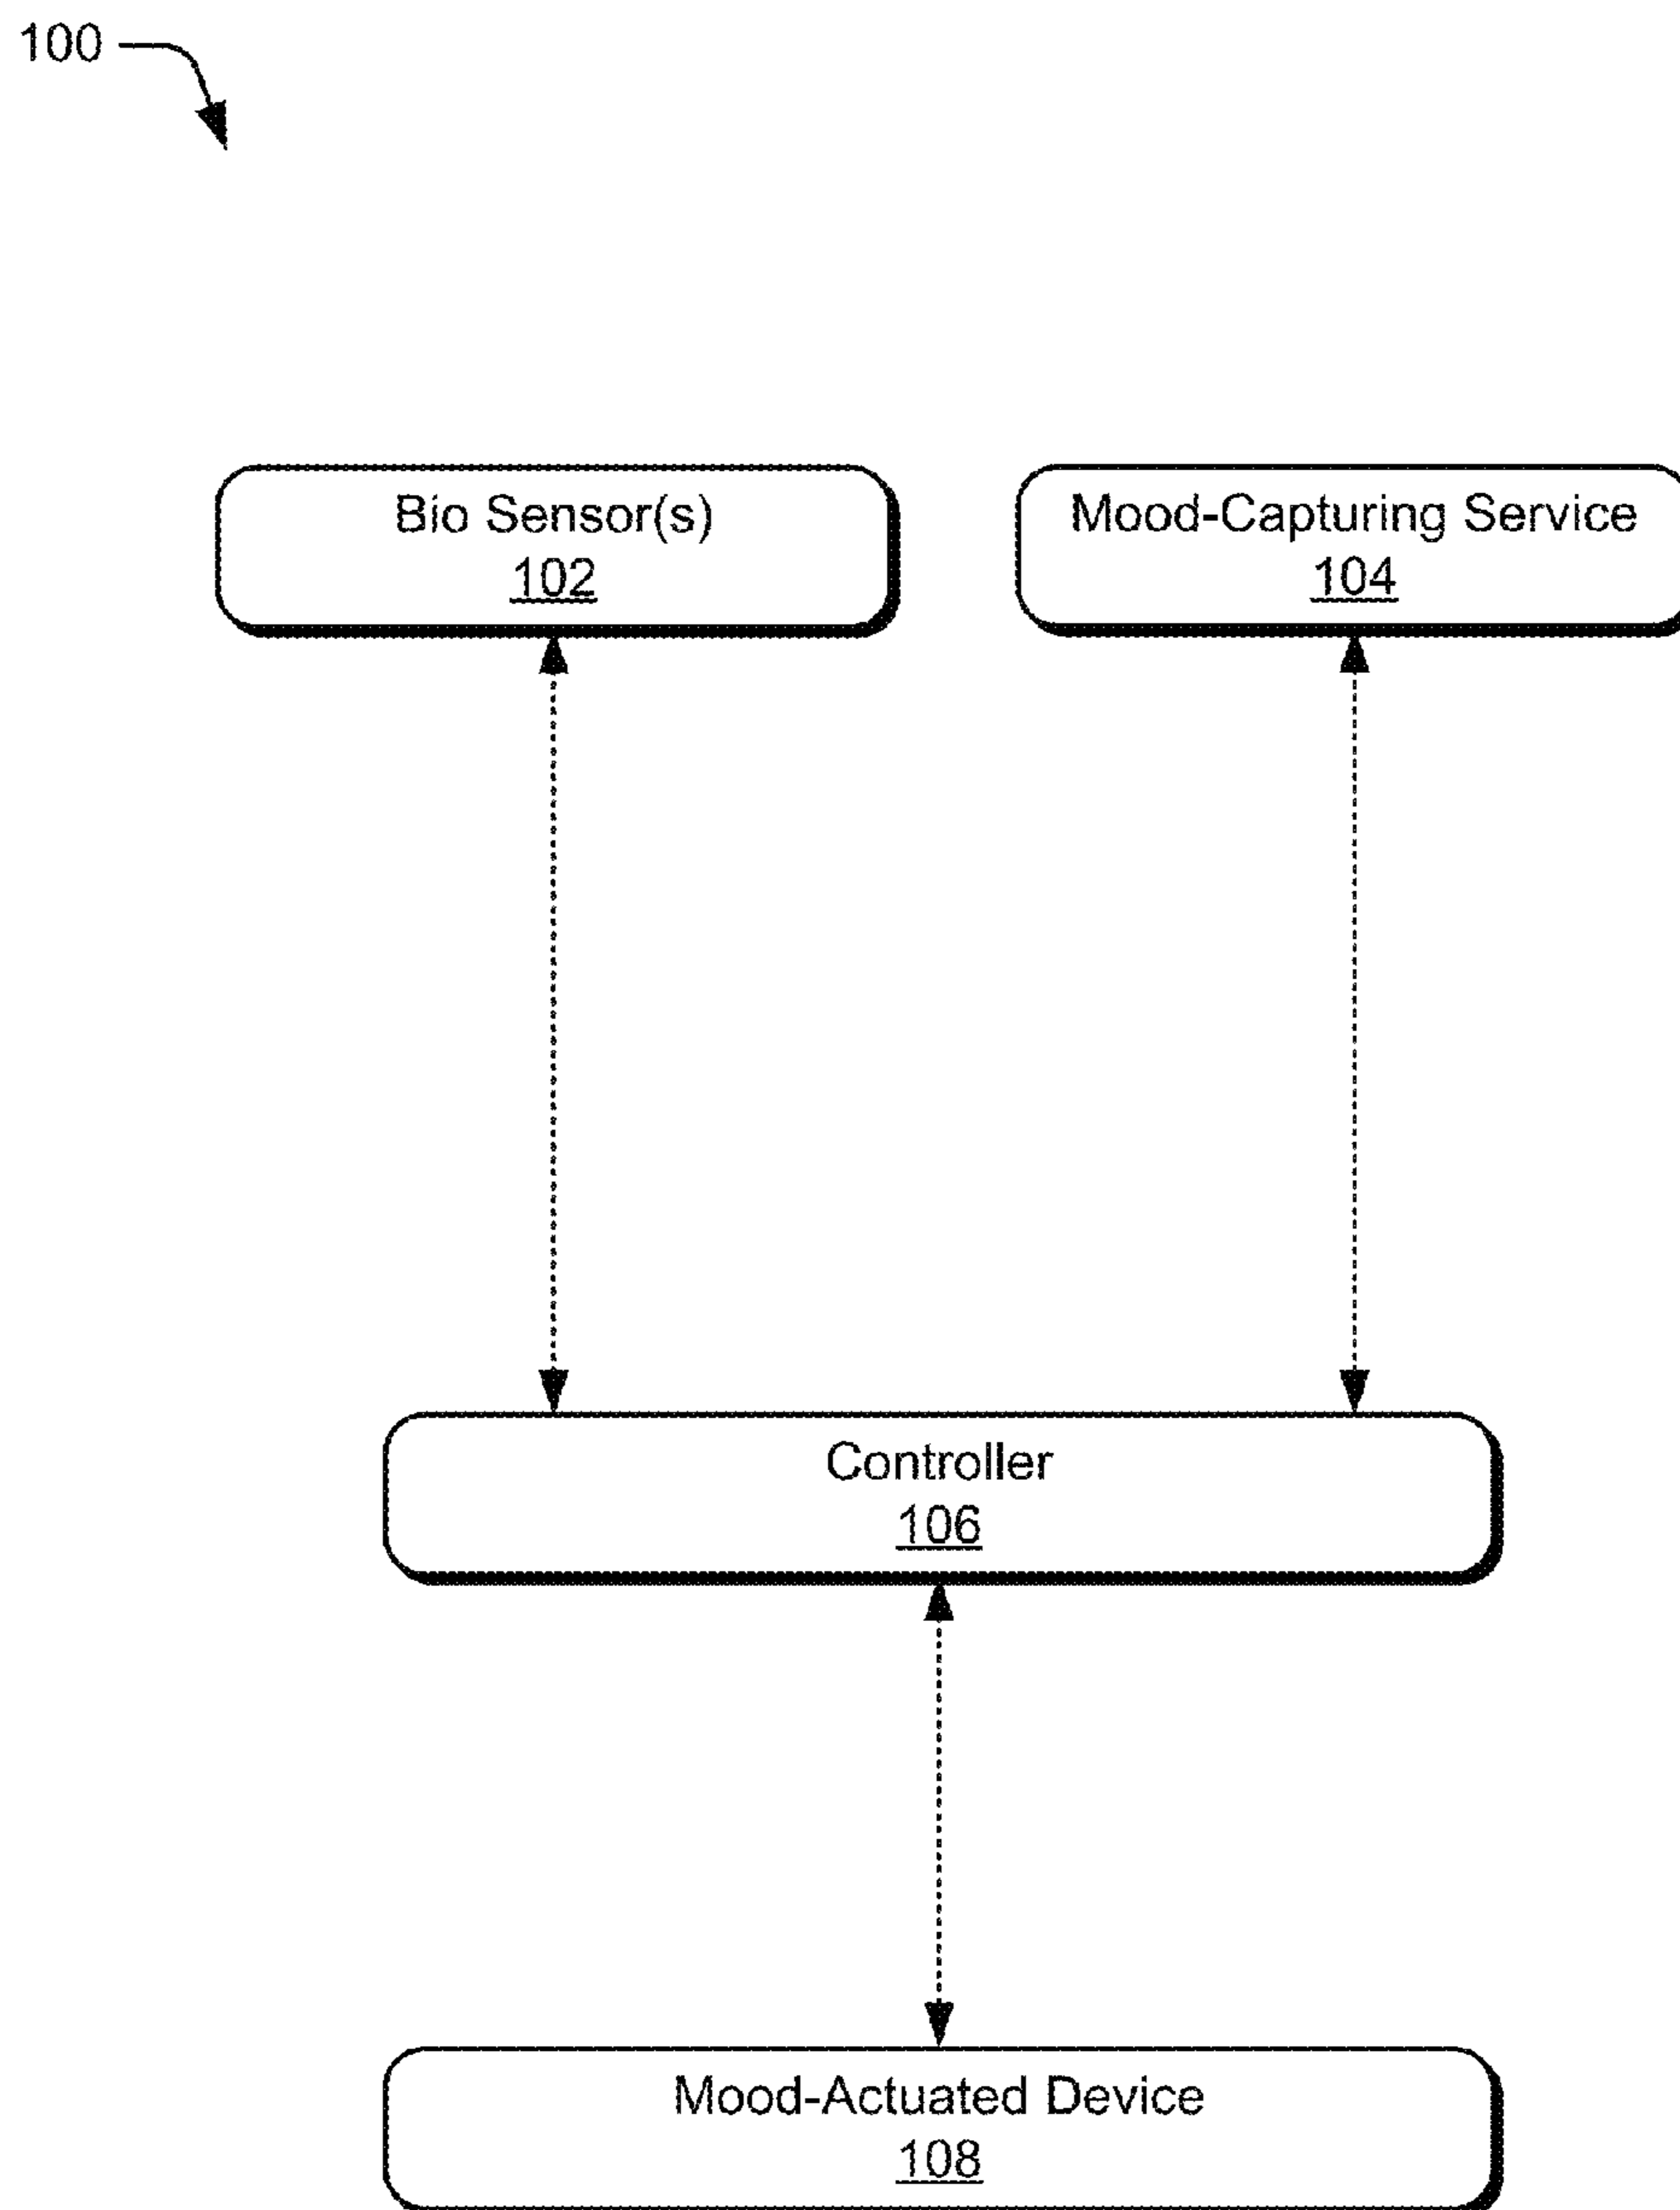 100
Bio Sensor(s)
102
Mood-Capturing Service
104
Controller
106
Mood-Actuated Device
108